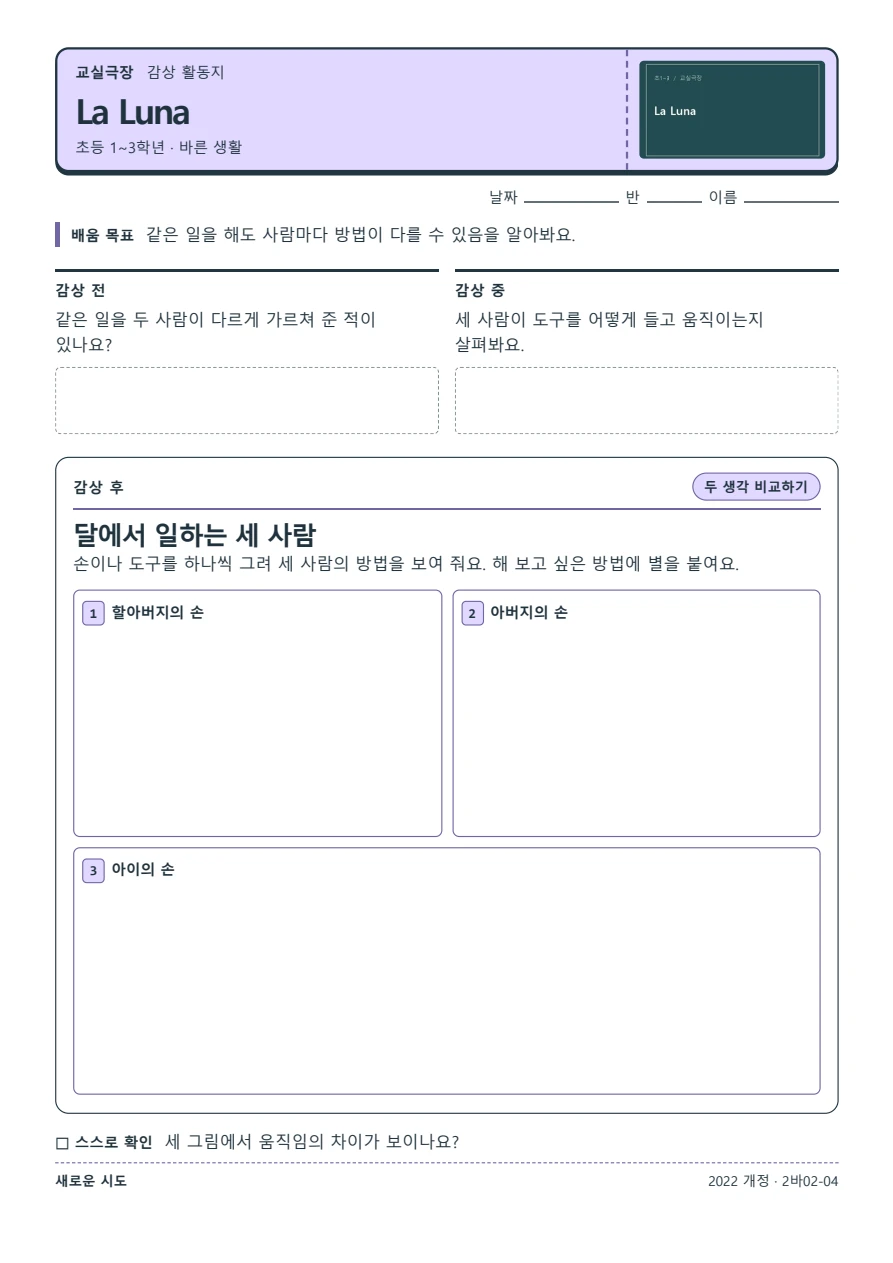 교실극장 감상 활동지
La Luna
초등 1~3학년 · 바른 생활
초1-3 / 교실극장
La Luna
날짜 반 이름
배움 목표 같은 일을 해도 사람마다 방법이 다를 수 있음을 알아봐요.
감상 전
같은 일을 두 사람이 다르게 가르쳐 준 적이
있나요?
감상 중
세 사람이 도구를 어떻게 들고 움직이는지
살펴봐요.
감상 후
두 생각 비교하기
달에서 일하는 세 사람
손이나 도구를 하나씩 그려 세 사람의 방법을 보여 줘요. 해 보고 싶은 방법에 별을 붙여요.
1 할아버지의 손
2 아버지의 손
3 아이의 손
스스로 확인 세 그림에서 움직임의 차이가 보이나요?
새로운 시도
2022 개정 · 2바02-04